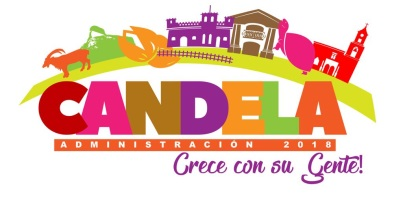 CANDELA
ADMINISTRACIÓN 2018
Crece con su Gente!